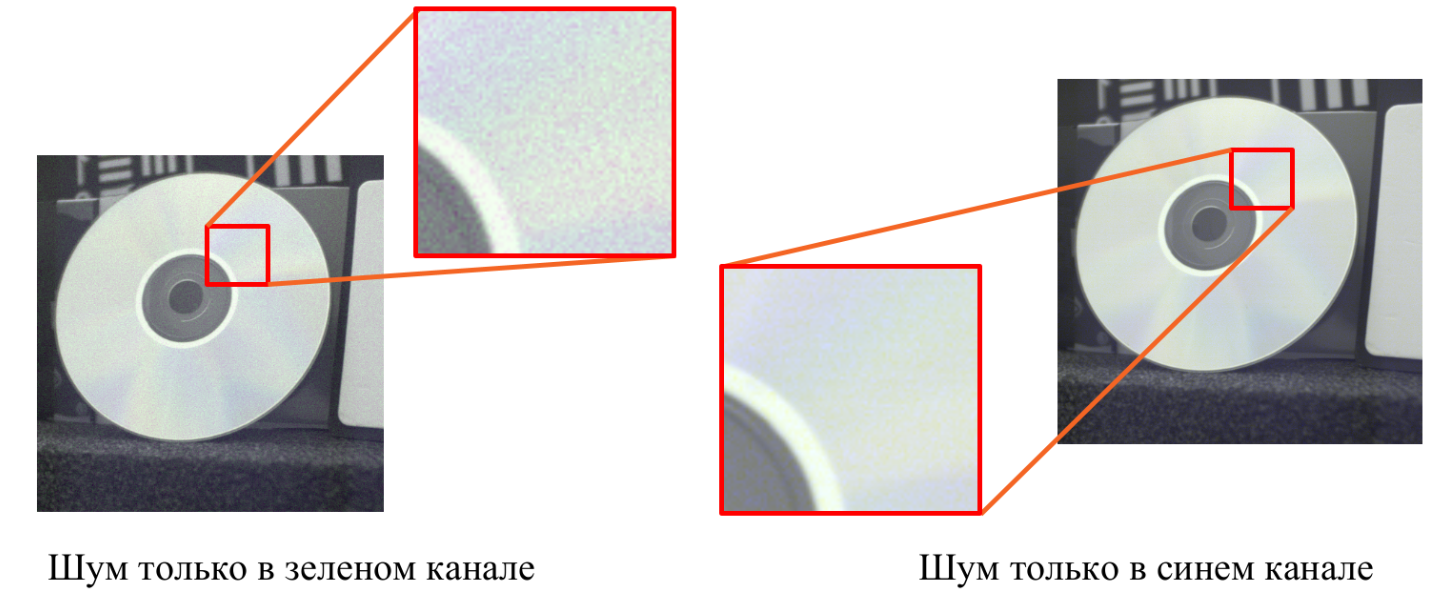 Шум только в зеленом канале
Шум только в синем канале